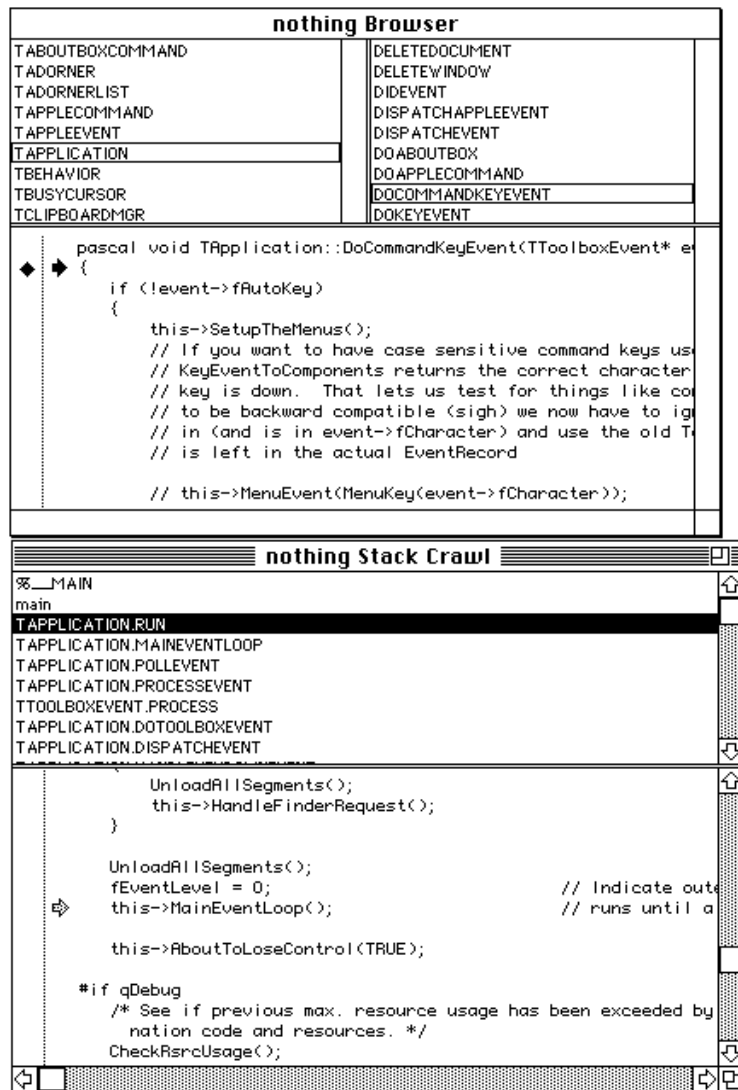 nothing Browser
TABOUTBOXCOMMAND
TADORNER
TADORNERLIST
TAPPLECOMMAND
TAPPLEEVENT
TAPPLICATION
TBEHAVIOR
TBUSYCURSOR
TCLIPBOARDMGR
DELETEDOCUMENT
DELETEWINDOW
DIDEVENT
DISPATCHAPPLEEVENT
DISPATCHEVENT
DOABOUTBOX
DOAPPLECOMMAND
DOCOMMANDKEYEVENT
DOKEYEVENT
pascal void TApplication::DoCommandKeyEvent(TToolboxEvent* e
{
if (!event->fAutoKey)
{
this->SetupTheMenus();
// If you want to have case sensitive command keys us
// KeyEventToComponents returns the correct character
// key is down. That lets us test for things like co
// to be backward compatible (sigh) we now have to ig
// in (and is in event->fCharacter) and use the old T
// is left in the actual EventRecord
// this->MenuEvent(MenuKey(event->fCharacter));
nothing Stack Crawl
%__MAIN
main
TAPPLICATION.RUN
TAPPLICATION.MAINEVENTLOOP
TAPPLICATION.POLLEVENT
TAPPLICATION.PROCESSEVENT
TTOOLBOXEVENT.PROCESS
TAPPLICATION.DOTOOLBOXEVENT
TAPPLICATION.DISPATCHEVENT
UnloadAllSegments();
this->HandleFinderRequest();
}
UnloadAllSegments();
fEventLevel = 0; // Indicate oute
this->MainEventLoop(); // runs until a
this->AboutToLoseControl(TRUE);
#if qDebug
/* See if previous max. resource usage has been exceeded by
nation code and resources. */
CheckRsrcUsage();